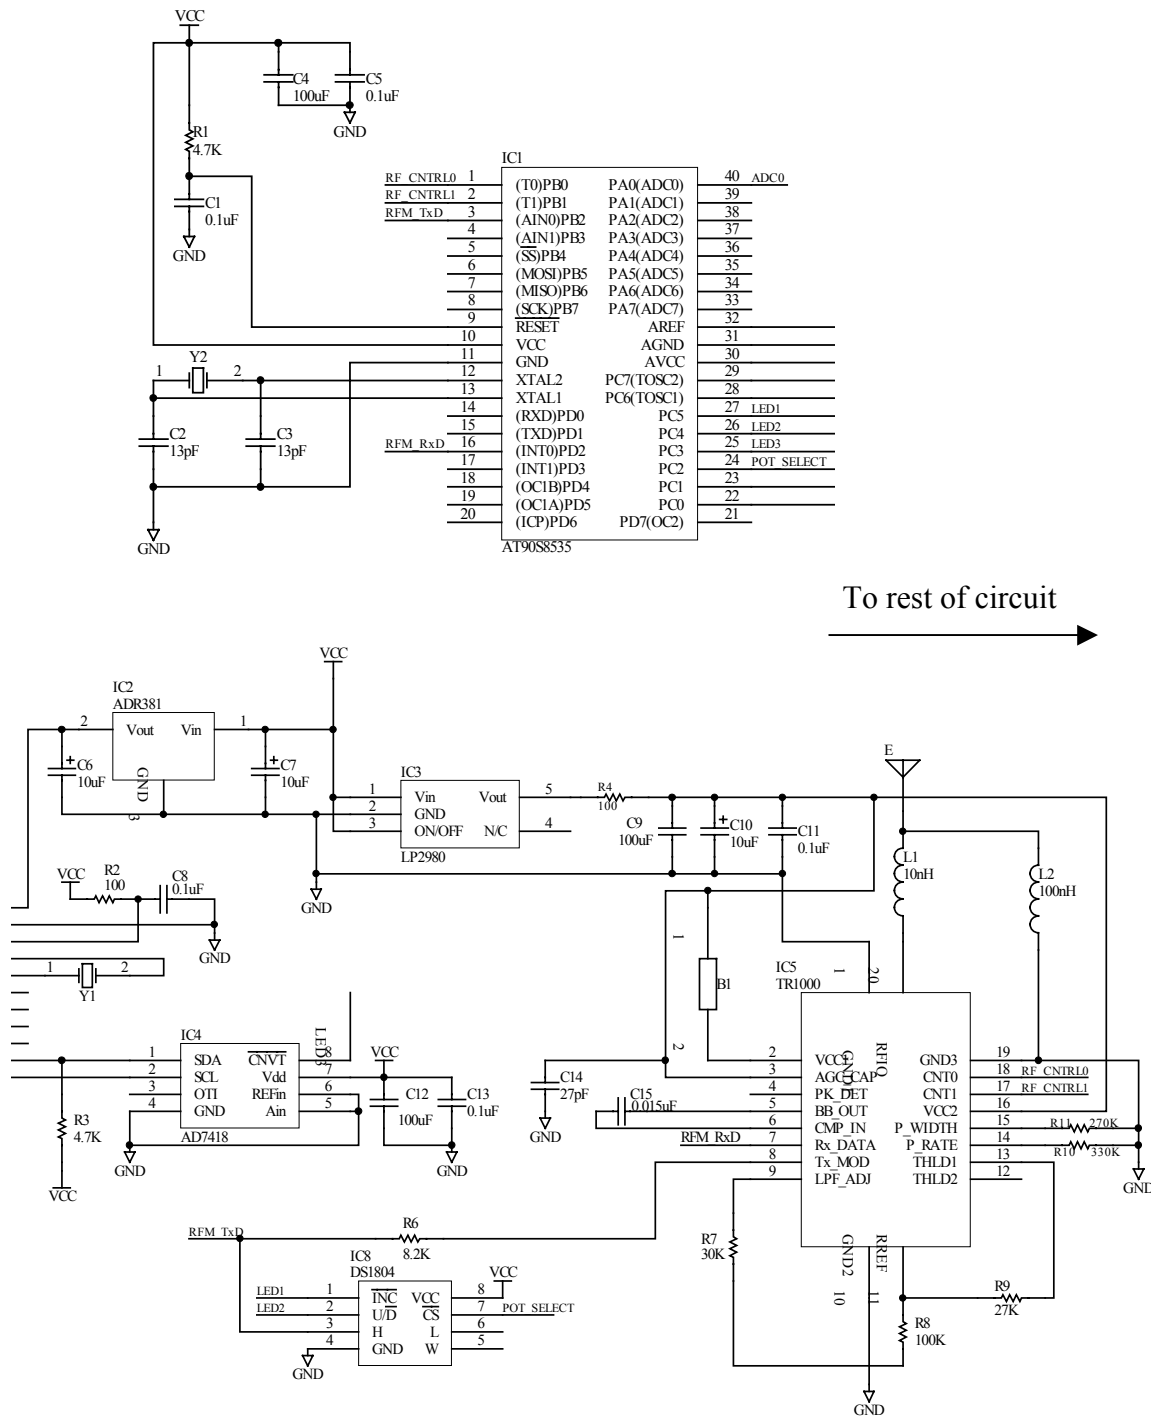 VCC
C4
100uF
C5
0.1uF
GND
R1
4.7K
C1
0.1uF
GND
IC1
RF_CNTRL0 1 (T0)PB0 PA0(ADC0) 40 ADC0
RF_CNTRL1 2 (T1)PB1 PA1(ADC1) 39
RFM_TxD 3 (AIN0)PB2 PA2(ADC2) 38
4 (AIN1)PB3 PA3(ADC3) 37
5 (SS)PB4 PA4(ADC4) 36
6 (MOSI)PB5 PA5(ADC5) 35
7 (MISO)PB6 PA6(ADC6) 34
8 (SCK)PB7 PA7(ADC7) 33
9 RESET AREF 32
10 VCC AGND 31
11 GND AVCC 30
12 XTAL2 PC7(TOSC2) 29
13 XTAL1 PC6(TOSC1) 28
14 (RXD)PD0 PC5 27 LED1
15 (TXD)PD1 PC4 26 LED2
RFM_RxD 16 (INT0)PD2 PC3 25 LED3
17 (INT1)PD3 PC2 24 POT_SELECT
18 (OC1B)PD4 PC1 23
19 (OC1A)PD5 PC0 22
20 (ICP)PD6 PD7(OC2) 21
AT90S8535
1 Y2 2
C2
13pF
C3
13pF
GND
To rest of circuit
VCC
IC2
ADR381
2 Vout Vin 1
GND
3
C6
+
10uF
C7
+
10uF
IC3
1 Vin Vout 5
2 GND
3 ON/OFF N/C 4
LP2980
R4
100
C9
100uF
C10
+
10uF
C11
0.1uF
E
L1
10nH
L2
100nH
GND
VCC
R2
100
C8
0.1uF
GND
1 2
Y1
IC4
1 SDA CNVT 8
2 SCL Vdd 7
3 OTI REFin 6
4 GND Ain 5
AD7418
LED3
VCC
C12
100uF
C13
0.1uF
GND
GND
R3
4.7K
VCC
1
B1
2
C14
27pF
GND
C15
0.015uF
IC5
TR1000
1
20
GND1
RFIO
2 VCC1 GND3 19
3 AGC_CAP CNT0 18 RF_CNTRL0
4 PK_DET CNT1 17 RF_CNTRL1
5 BB_OUT VCC2 16
6 CMP_IN P_WIDTH 15 R11 270K
RFM_RxD 7 Rx_DATA P_RATE 14 R10 330K
8 Tx_MOD THLD1 13
9 LPF_ADJ THLD2 12
GND2
RREF
10
11
GND
R7
30K
R9
27K
R8
100K
GND
RFM_TxD
R6
8.2K
IC8
DS1804
VCC
LED1 1 INC VCC 8
LED2 2 U/D CS 7 POT_SELECT
3 H L 6
4 GND W 5
GND